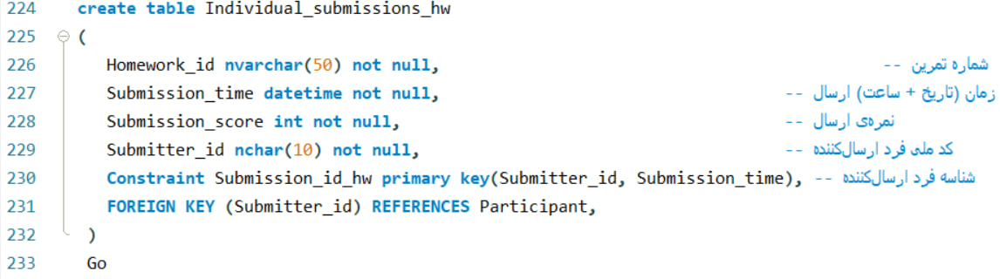 224 create table Individual_submissions_hw
225 (
226 Homework_id nvarchar(50) not null, -- شماره تمرین
227 Submission_time datetime not null, -- زمان (تاریخ + ساعت) ارسال
228 Submission_score int not null, -- نمره‌ی ارسال
229 Submitter_id nchar(10) not null, -- کد ملی فرد ارسال‌کننده
230 Constraint Submission_id_hw primary key(Submitter_id, Submission_time), -- شناسه فرد ارسال‌کننده
231 FOREIGN KEY (Submitter_id) REFERENCES Participant,
232 )
233 Go